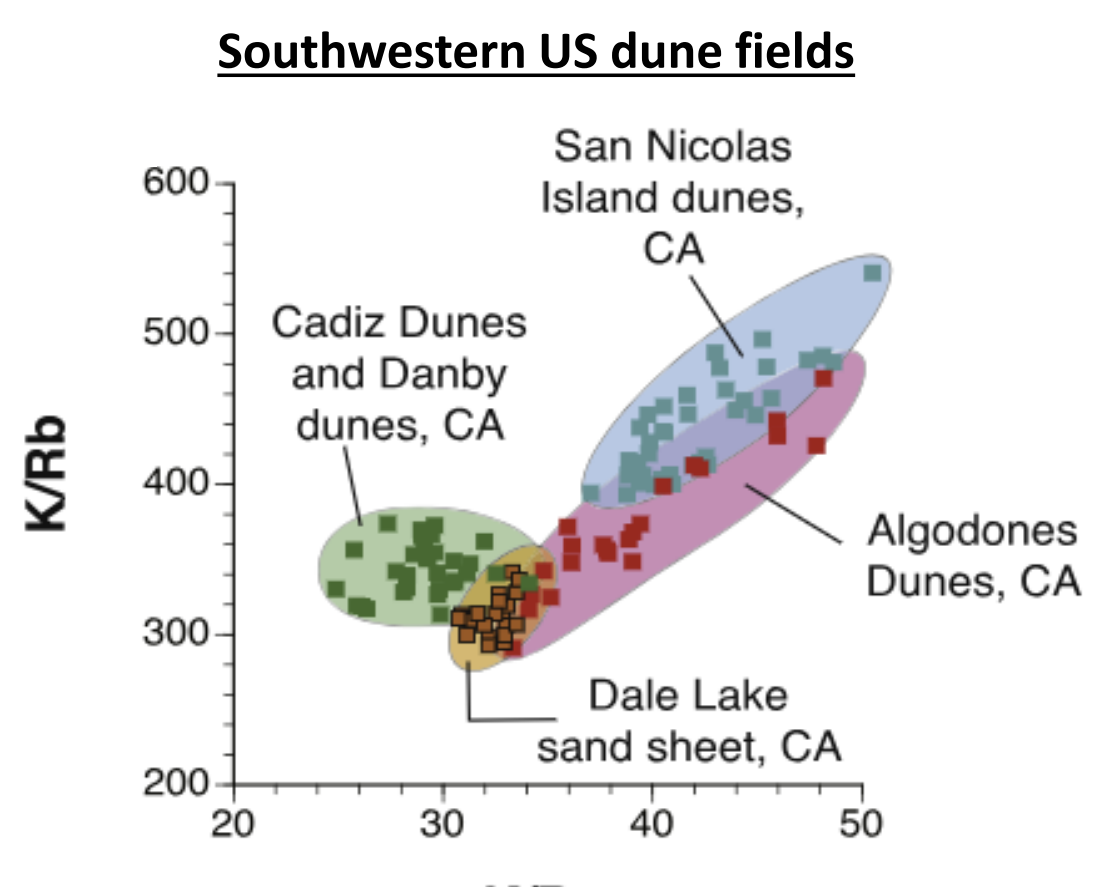 Southwestern US dune fields
San Nicolas
Island dunes,
CA
600
500
400
300
200
Cadiz Dunes
and Danby
dunes, CA
K/Rb
Algodones
Dunes, CA
Dale Lake
sand sheet, CA
20
30
40
50